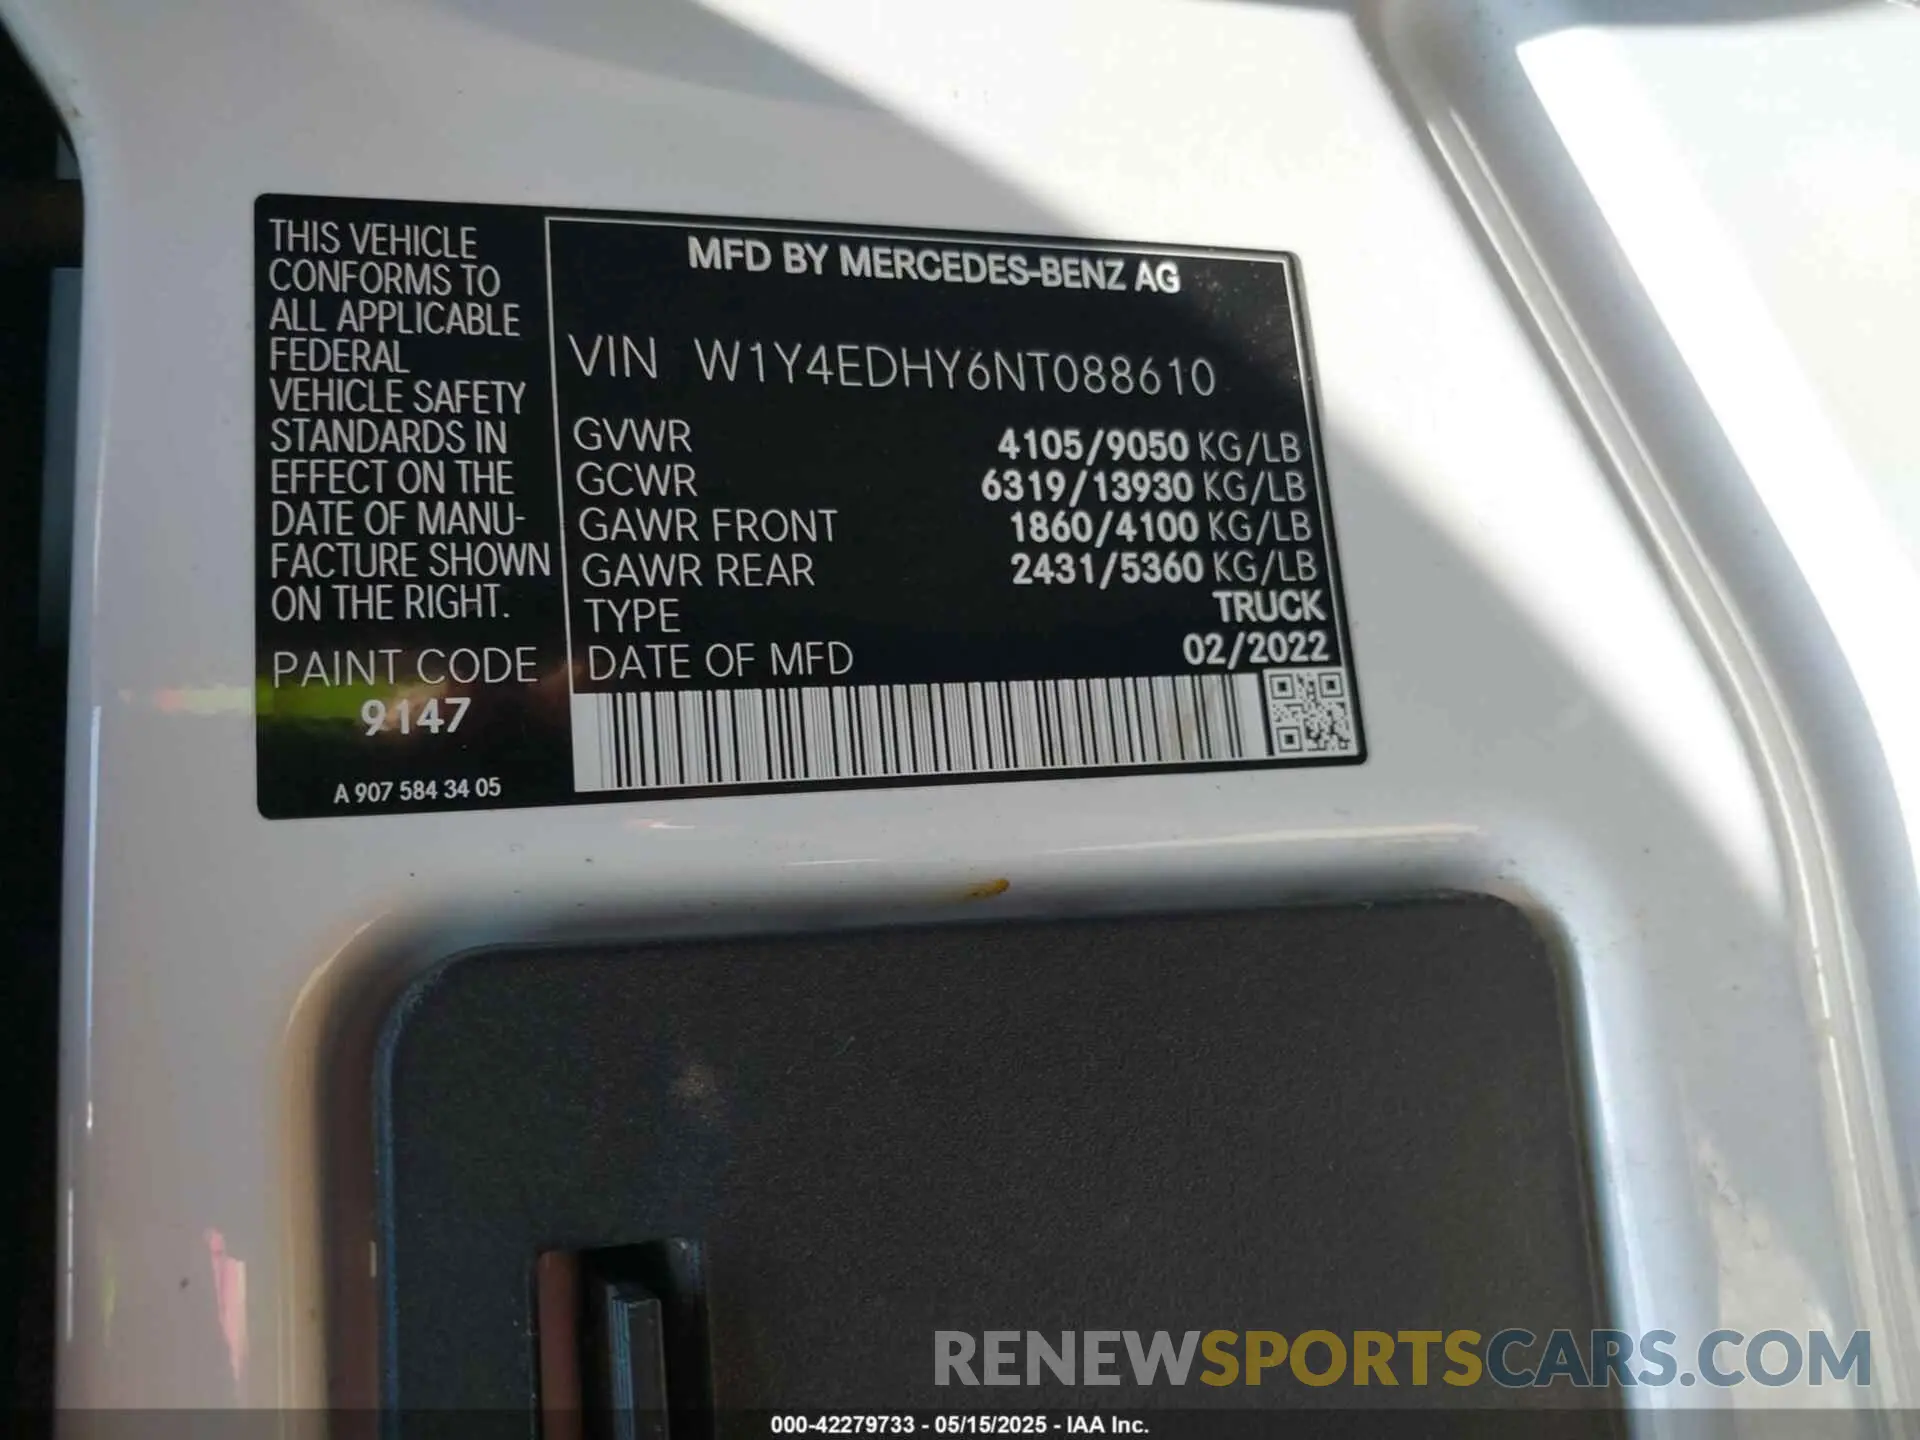 THIS VEHICLE
CONFORMS TO
ALL APPLICABLE
FEDERAL
VEHICLE SAFETY
STANDARDS IN
EFFECT ON THE
DATE OF MANU-
FACTURE SHOWN
ON THE RIGHT.
PAINT CODE
9147
A 907 584 34 05
MFD BY MERCEDES-BENZ AG
VIN W1Y4EDHY6NT088610
GVWR 4105/9050 KG/LB
GCWR 6319/13930 KG/LB
GAWR FRONT 1860/4100 KG/LB
GAWR REAR 2431/5360 KG/LB
TYPE TRUCK
DATE OF MFD 02/2022
RENEWSPORTSCARS.COM
000-42279733 - 05/15/2025 - IAA Inc.